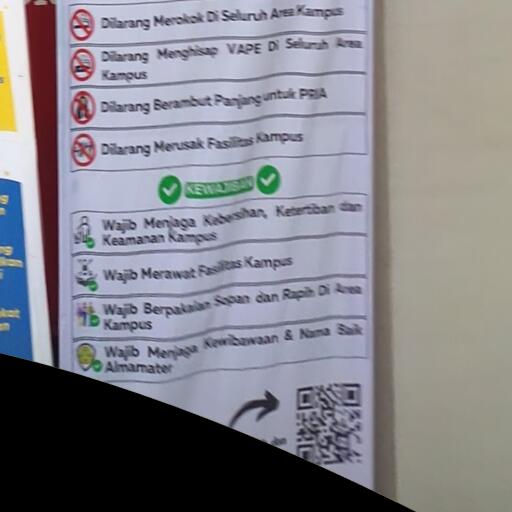 Dilarang Merokok Di Seluruh Area Kampus
Dilarang Menghisap VAPE Di Seluruh Area
Kampus
Dilarang Berambut Panjang untuk PRIA
Dilarang Merusak Fasilitas Kampus
KEWAJIBAN
Wajib Menjaga Kebersihan, Ketertiban dan
Keamanan Kampus
Wajib Merawat Fasilitas Kampus
Wajib Berpakaian Sopan dan Rapih Di Area
Kampus
Wajib Menjaga Kewibawaan & Nama Baik
Almamater